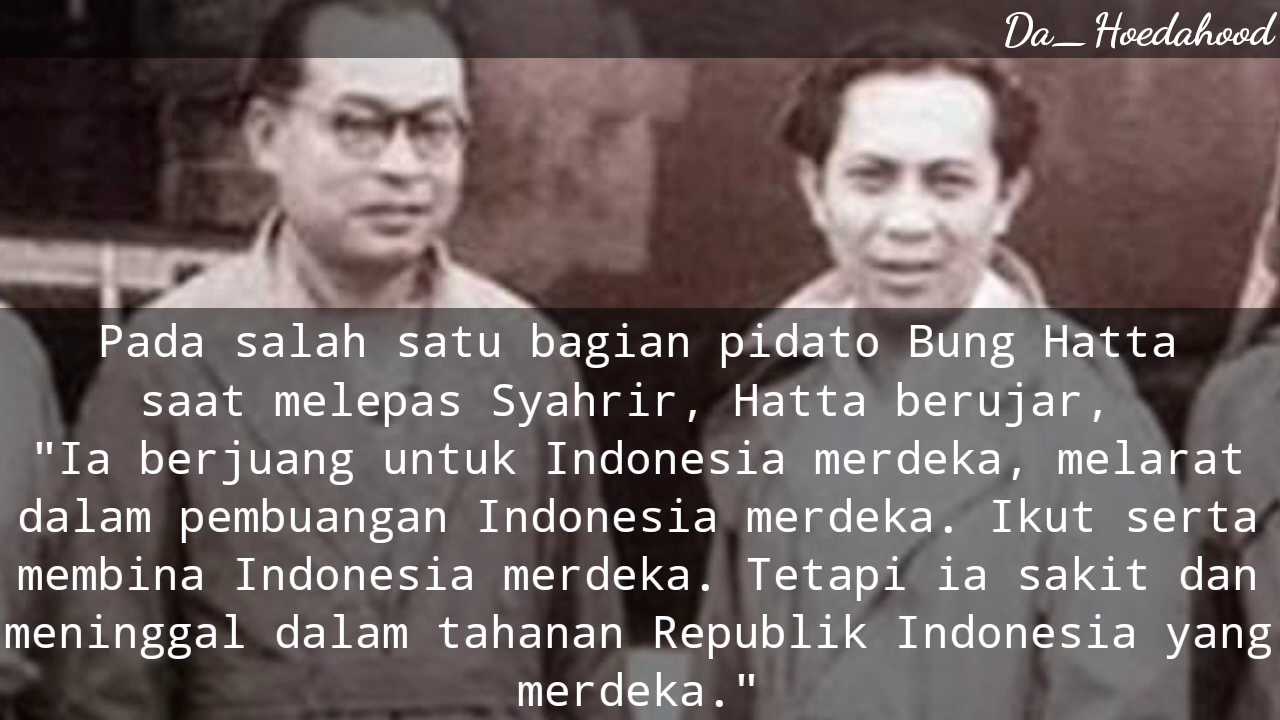 Da_ Hoedahood
Pada salah satu bagian pidato Bung Hatta
saat melepas Syahrir, Hatta berujar,
"Ia berjuang untuk Indonesia merdeka, melarat
dalam pembuangan Indonesia merdeka. Ikut serta
membina Indonesia merdeka. Tetapi ia sakit dan
meninggal dalam tahanan Republik Indonesia yang
merdeka."